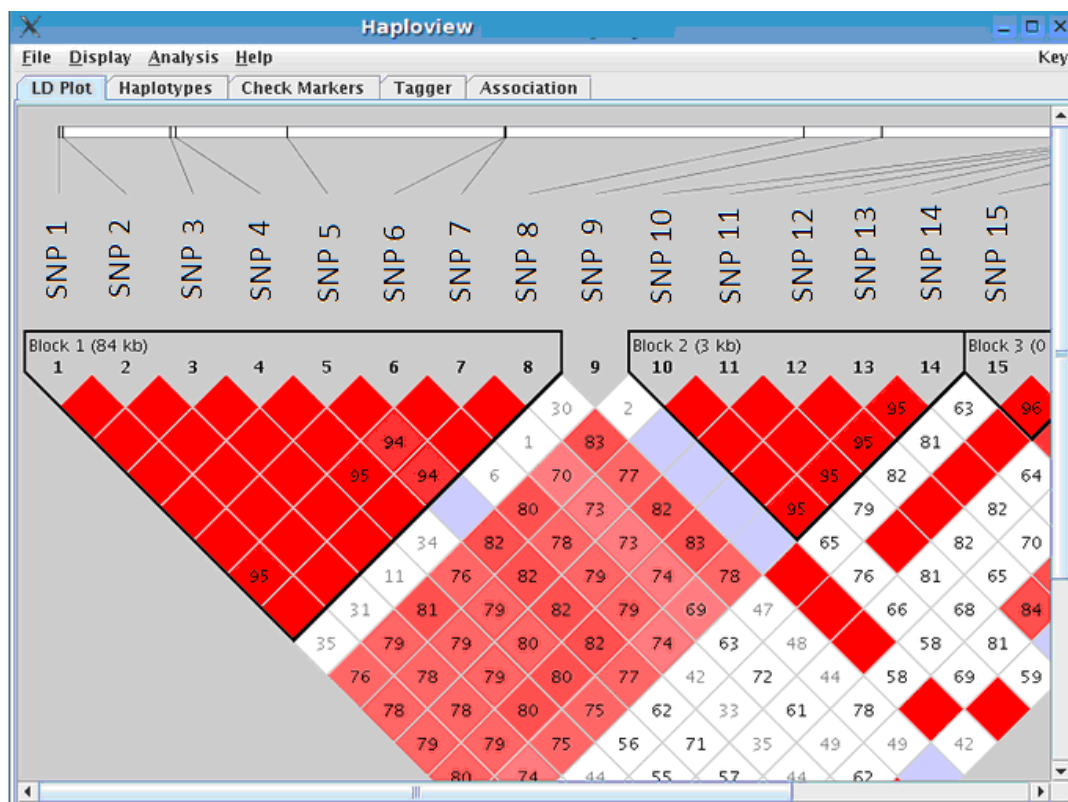 Haploview
File Display Analysis Help Key
LD Plot Haplotypes Check Markers Tagger Association
SNP 1 SNP 2 SNP 3 SNP 4 SNP 5 SNP 6 SNP 7 SNP 8 SNP 9 SNP 10 SNP 11 SNP 12 SNP 13 SNP 14 SNP 15
Block 1 (84 kb) Block 2 (3 kb) Block 3 (0
1 2 3 4 5 6 7 8 9 10 11 12 13 14 15
30 2 95 63 96
94 1 83 95 81
95 94 6 70 77 95 82 64
80 73 82 95 79 82
34 82 78 73 83 65 82 70
95 11 76 82 79 74 78 76 81 65
31 81 79 82 79 69 47 66 68 84
35 79 79 80 82 74 63 48 58 81
76 78 79 80 77 42 72 44 58 69 59
78 78 80 75 62 33 61 78
79 79 75 56 71 35 49 49 42
80 74 44 55 57 44 62